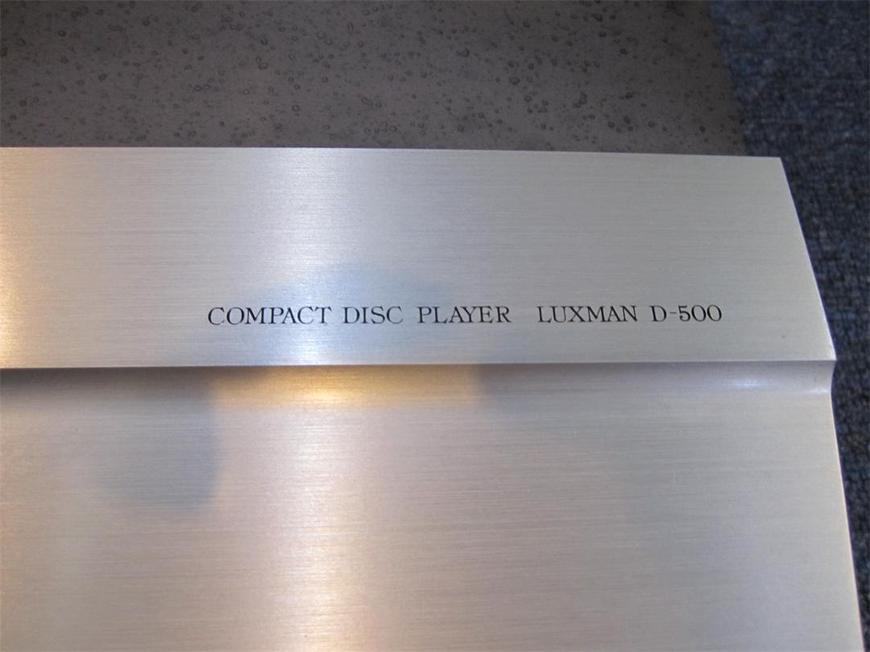 COMPACT DISC PLAYER LUXMAN D-500